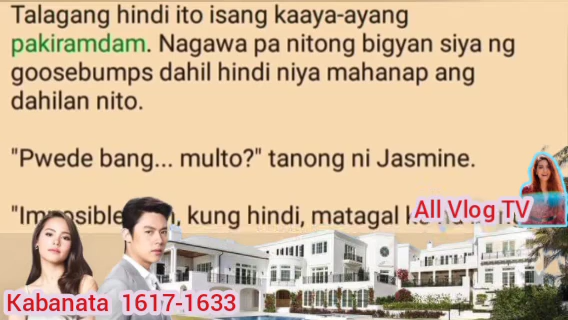 Talagang hindi ito isang kaaya-ayang
pakiramdam. Nagawa pa nitong bigyan siya ng
goosebumps dahil hindi niya mahanap ang
dahilan nito.
"Pwede bang... multo?" tanong ni Jasmine.
kung hindi, matagal
All Vlog TV
Kabanata 1617-1633